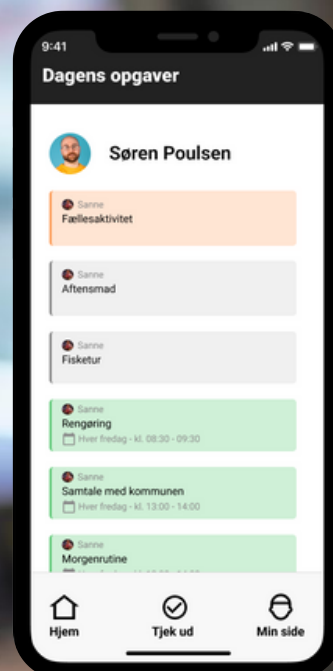 9:41
Dagens opgaver
Søren Poulsen
Sanne
Fællesaktivitet
Sanne
Aftensmad
Sanne
Fisketur
Sanne
Rengøring
Hver fredag - kl. 08:30 - 09:30
Sanne
Samtale med kommunen
Hver fredag - kl. 13:00 - 14:00
Sanne
Morgenrutine
Hjem
Tjek ud
Min side